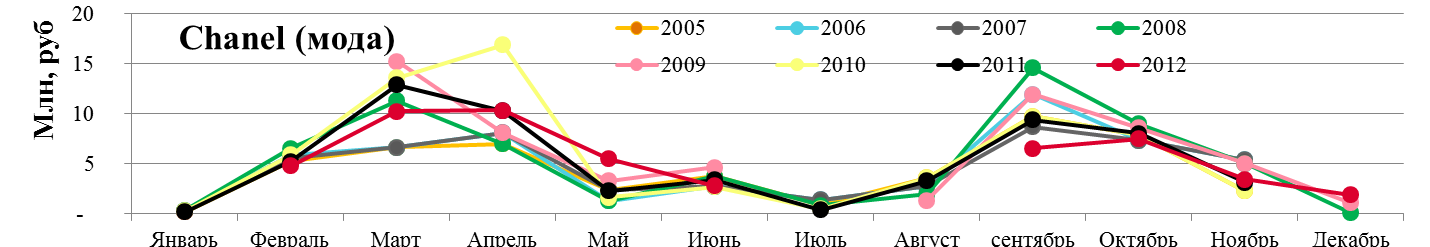 20
Chanel (мода)
2005 2006 2007 2008
15
2009 2010 2011 2012
Млн, руб
10
5
-
Январь Февраль Март Апрель Май Июнь Июль Август сентябрь Октябрь Ноябрь Декабрь